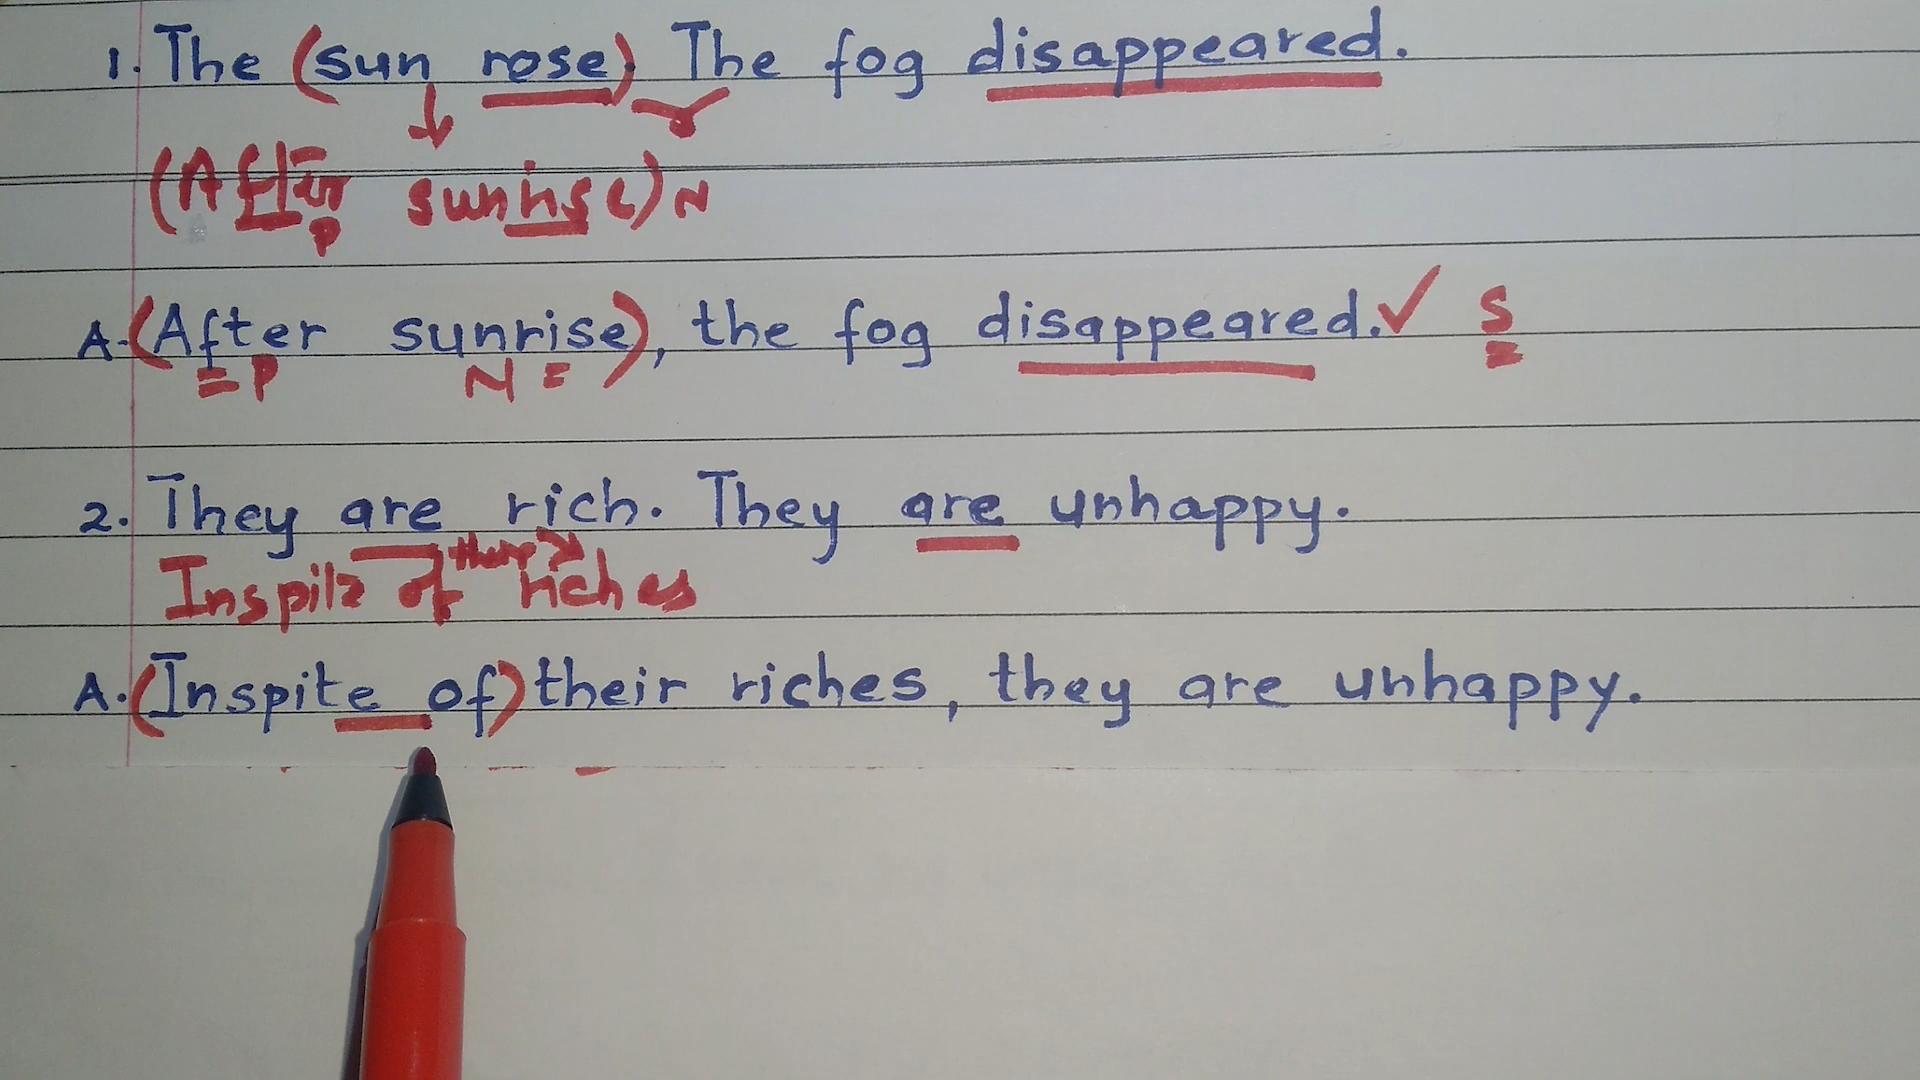 1. The (sun rose). The fog disappeared.
(After sunrise) N
P
A. (After sunrise), the fog disappeared. ✓ S
= P N =
2. They are rich. They are unhappy.
Inspite of their riches
A. (Inspite of) their riches, they are unhappy.